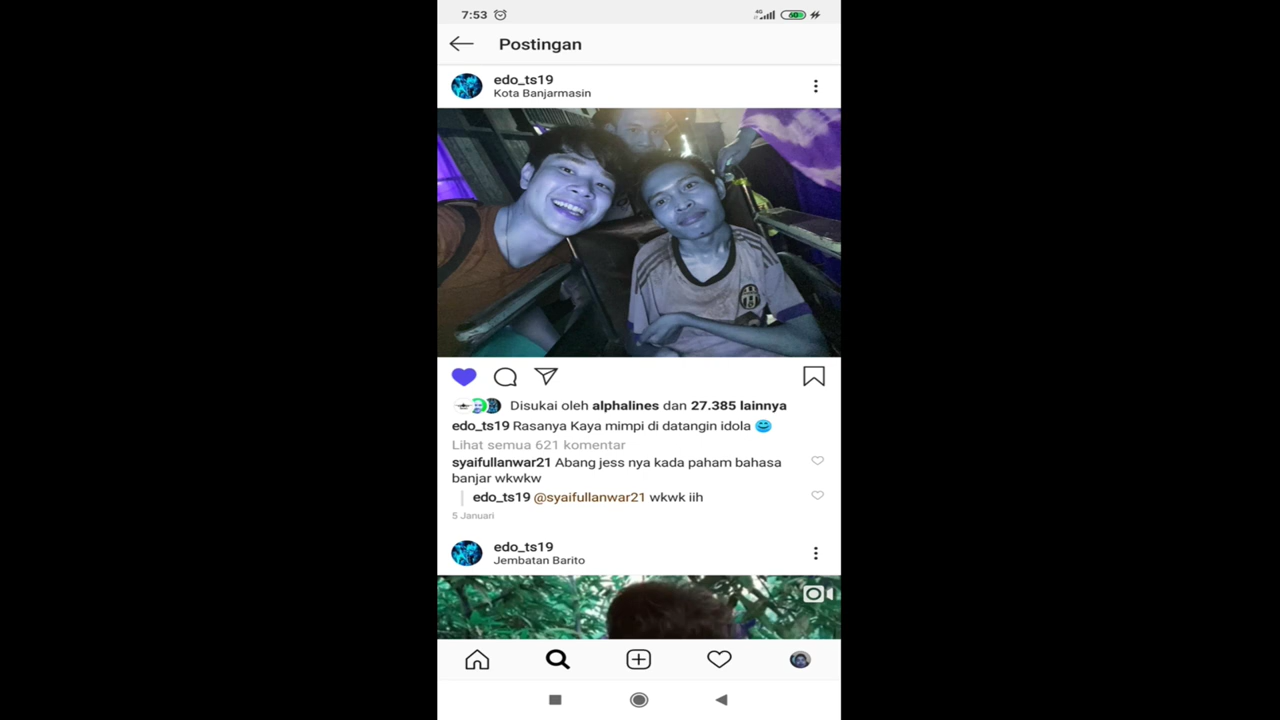 7:53
4G
60
Postingan
edo_ts19
Kota Banjarmasin
Disukai oleh alphalines dan 27.385 lainnya
edo_ts19 Rasanya Kaya mimpi di datangin idola 😊
Lihat semua 621 komentar
syaifullanwar21 Abang jess nya kada paham bahasa
banjar wkwkw
edo_ts19 @syaifullanwar21 wkwk iih
5 Januari
edo_ts19
Jembatan Barito